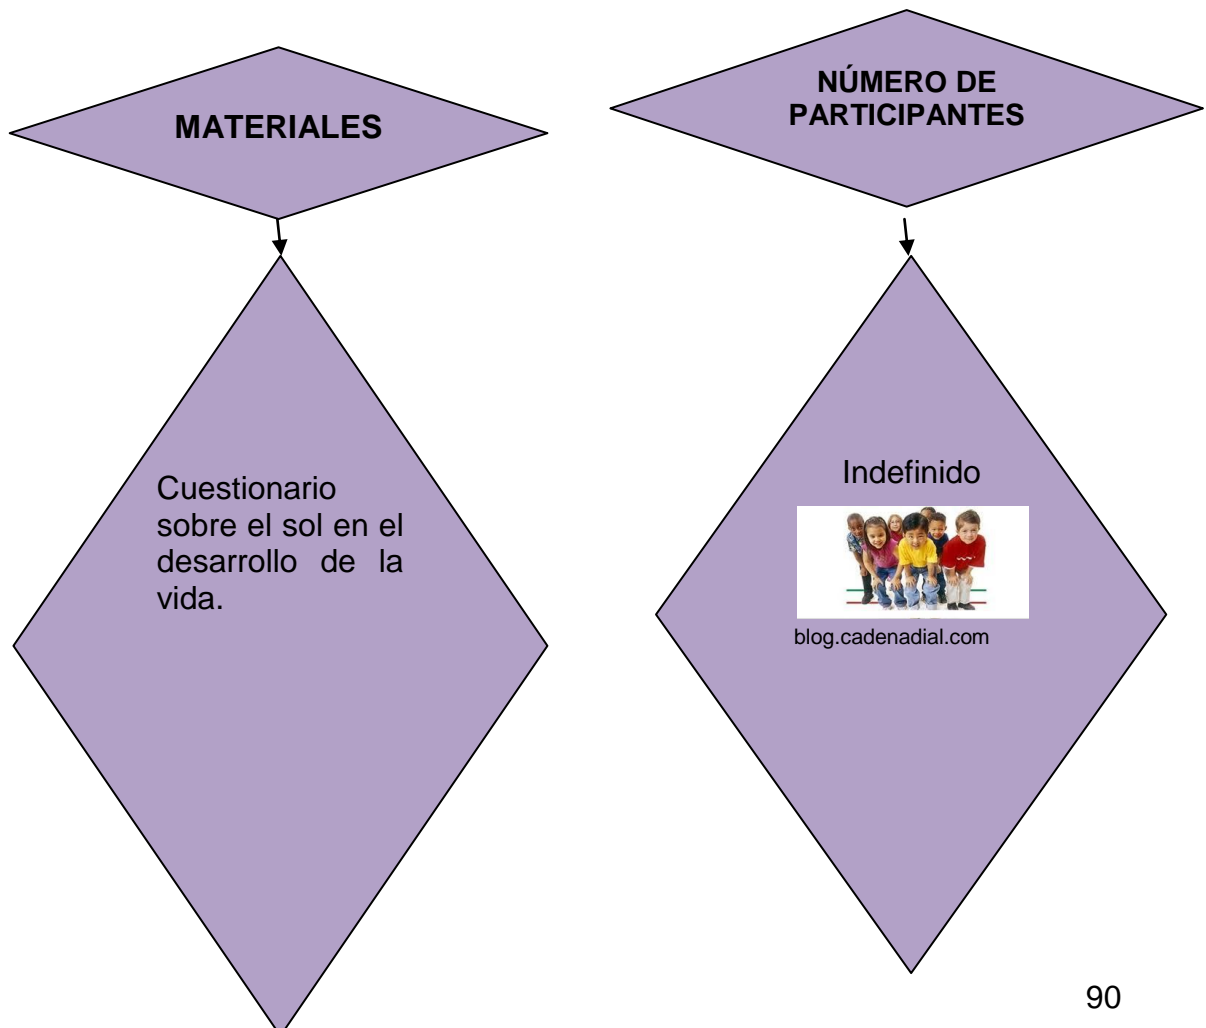 MATERIALES
Cuestionario
sobre el sol en el
desarrollo de la
vida.
NÚMERO DE
PARTICIPANTES
Indefinido
blog.cadenadial.com
90